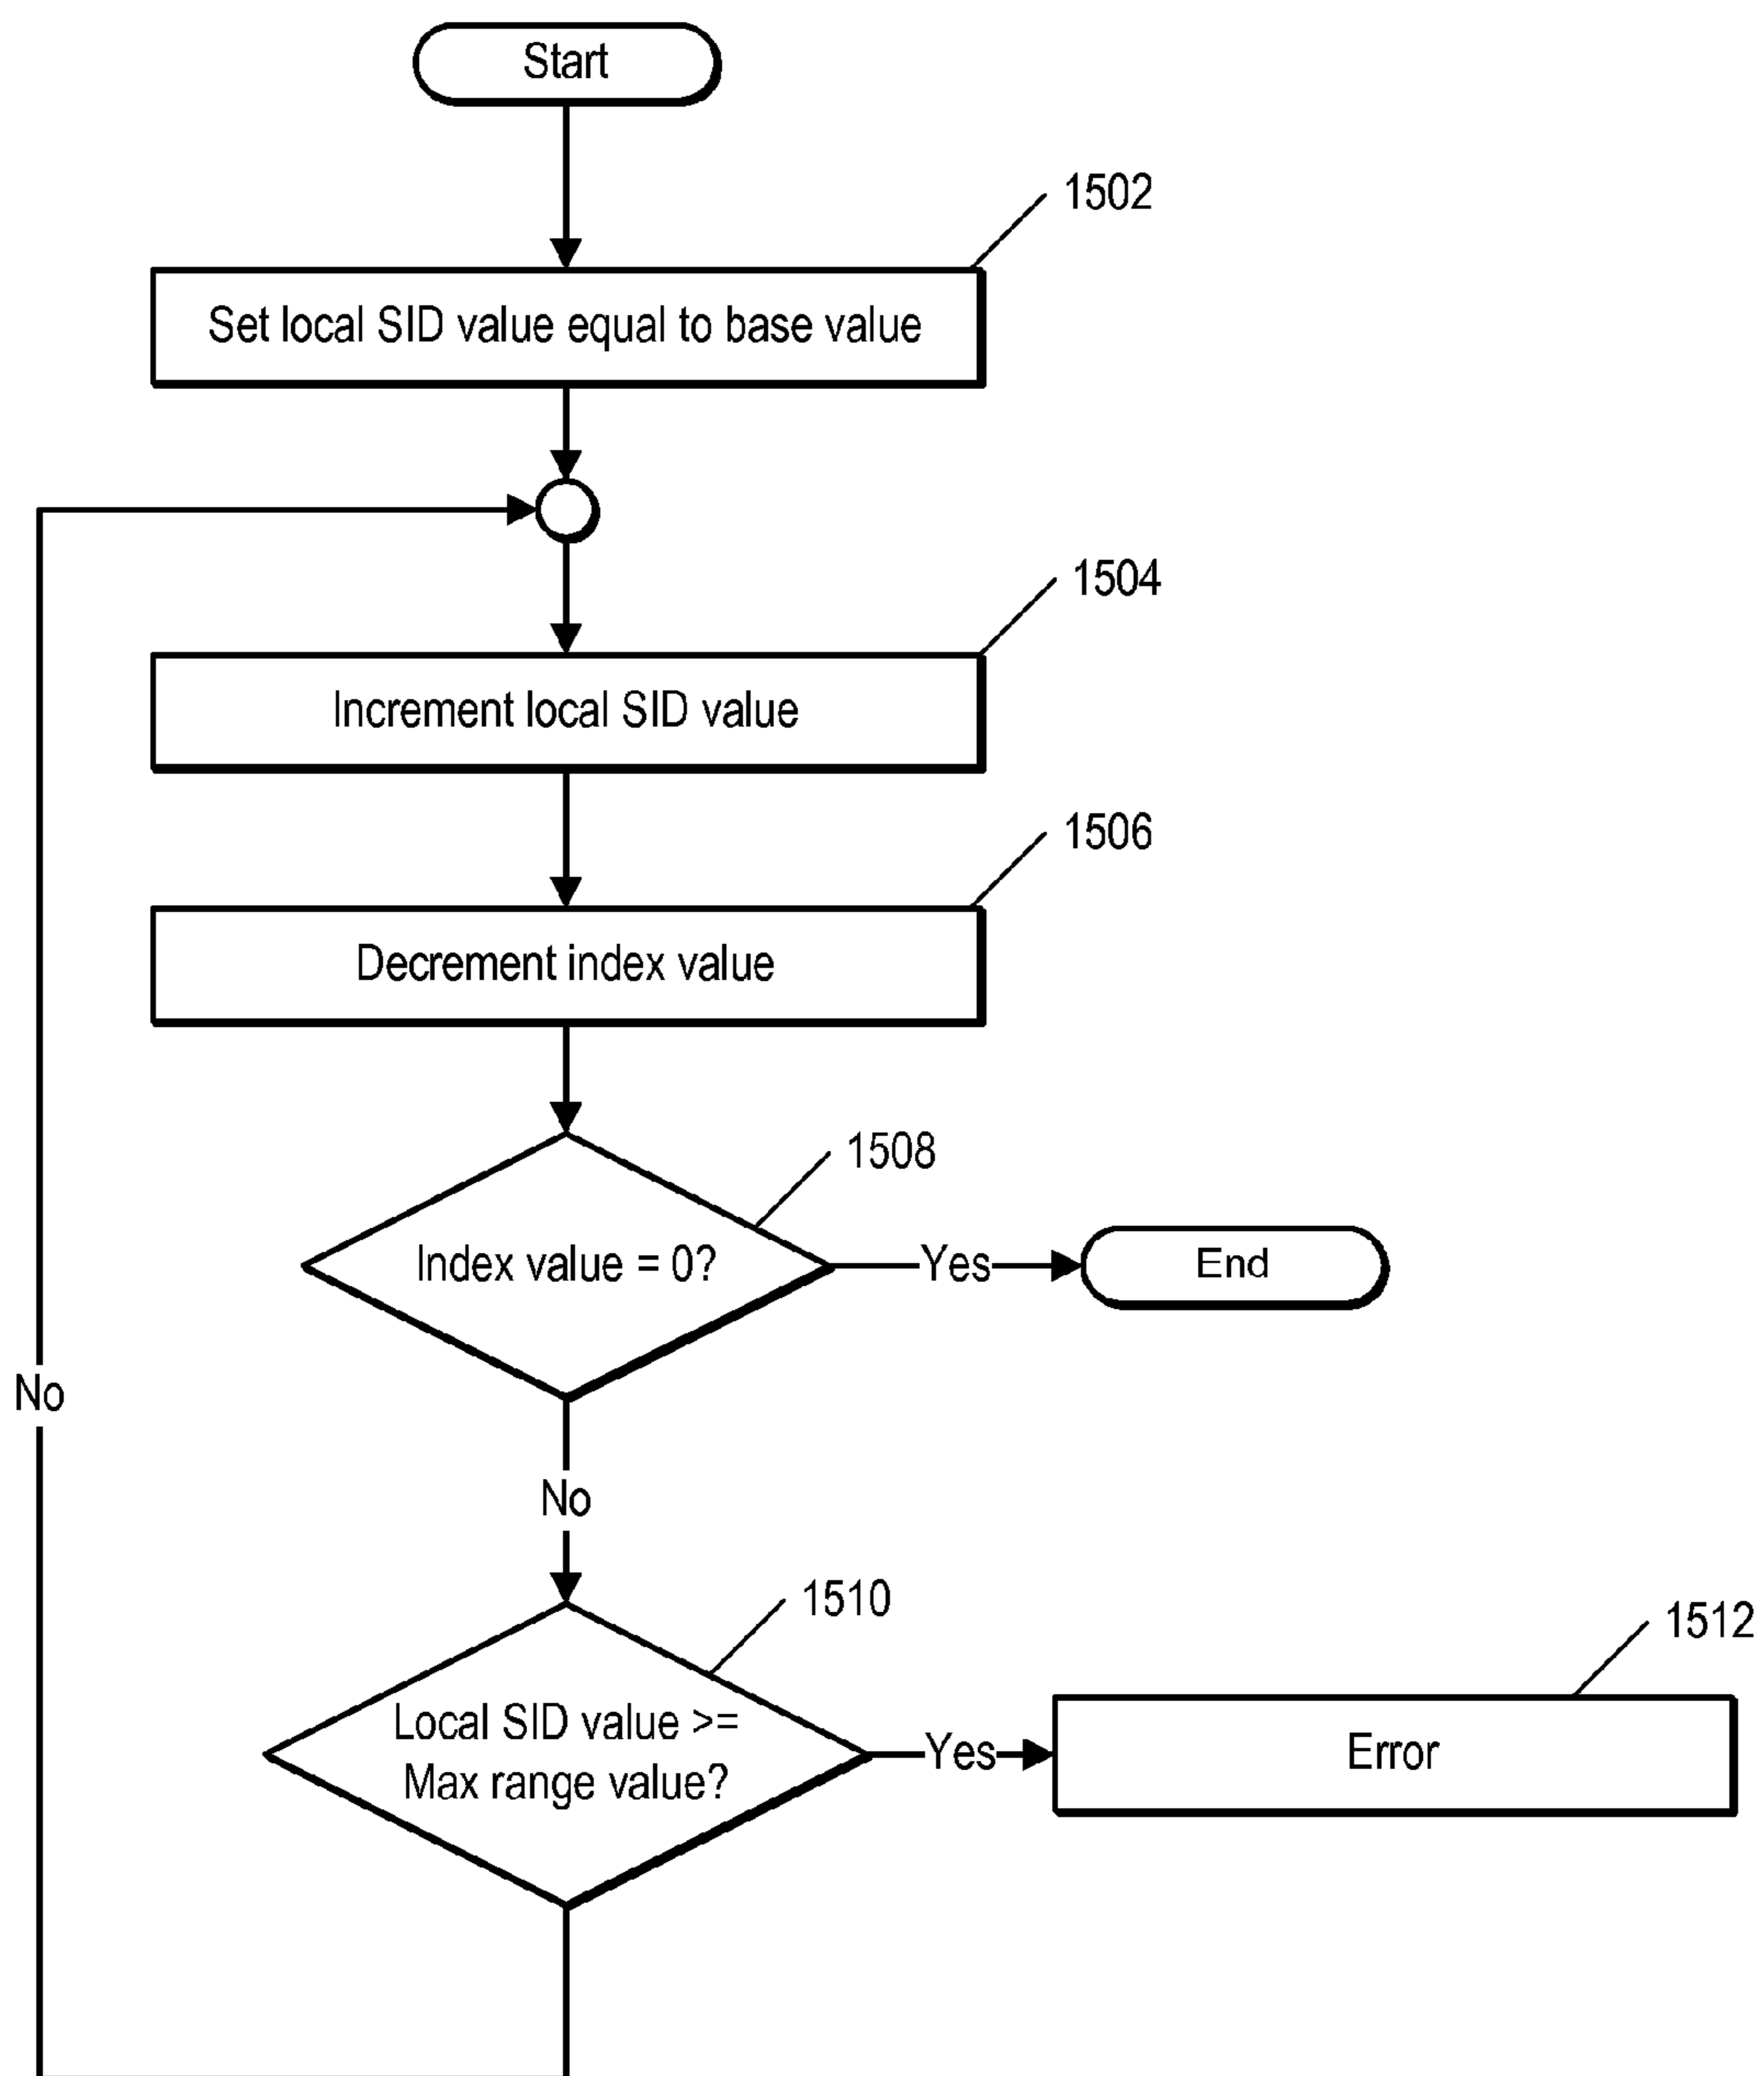 Start
1502
Set local SID value equal to base value
1504
Increment local SID value
1506
Decrement index value
1508
Index value = 0?
Yes
End
No
No
1510
Local SID value >=
Max range value?
Yes
1512
Error